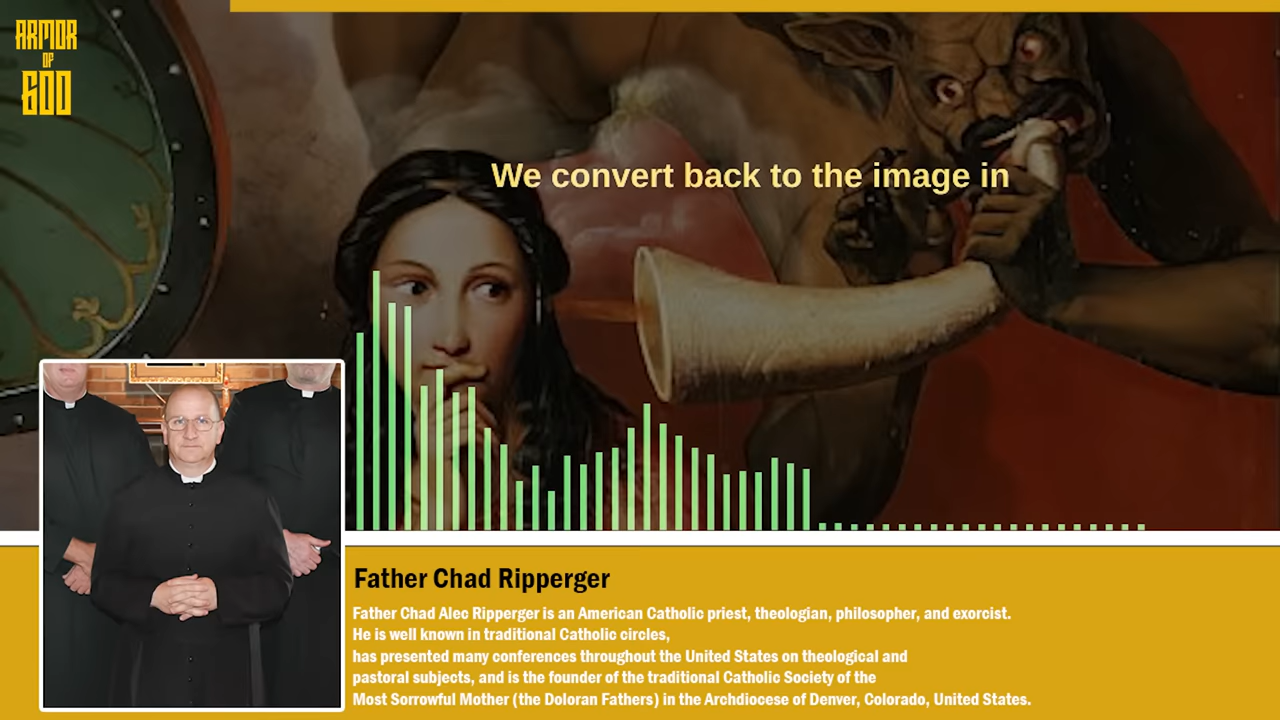 ARMOR
OF
GOD
We convert back to the image in
Father Chad Ripperger
Father Chad Alec Ripperger is an American Catholic priest, theologian, philosopher, and exorcist.
He is well known in traditional Catholic circles,
has presented many conferences throughout the United States on theological and
pastoral subjects, and is the founder of the traditional Catholic Society of the
Most Sorrowful Mother (the Doloran Fathers) in the Archdiocese of Denver, Colorado, United States.